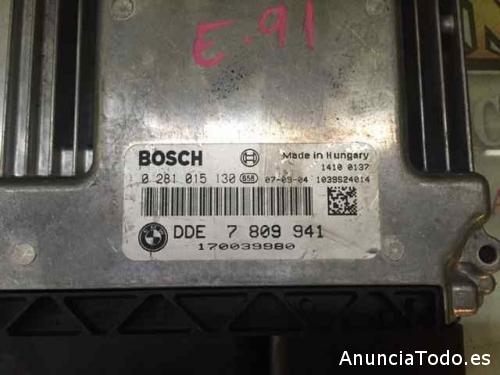 E.91
BOSCH
Made in Hungary
1410 0137
0 281 015 130 658 07-09-04 1039S24014
DDE 7 809 941
170039980
AnunciaTodo.es